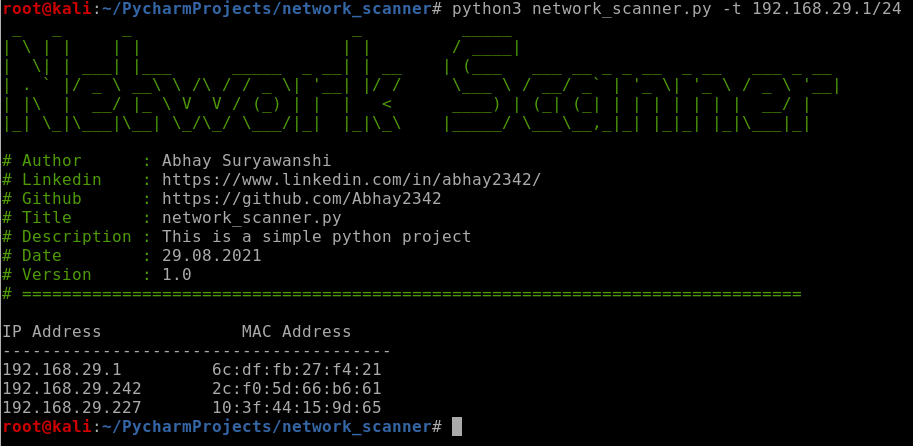 root@kali:~/PycharmProjects/network_scanner# python3 network_scanner.py -t 192.168.29.1/24
Network Scanner
# Author      : Abhay Suryawanshi
# Linkedin    : https://www.linkedin.com/in/abhay2342/
# Github      : https://github.com/Abhay2342
# Title       : network_scanner.py
# Description : This is a simple python project
# Date        : 29.08.2021
# Version     : 1.0
# ==============================================================================
IP Address              MAC Address
---------------------------------------
192.168.29.1         6c:df:fb:27:f4:21
192.168.29.242       2c:f0:5d:66:b6:61
192.168.29.227       10:3f:44:15:9d:65
root@kali:~/PycharmProjects/network_scanner#